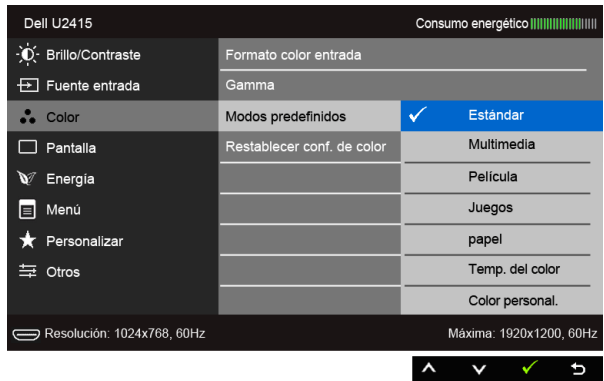 Dell U2415 Consumo energético
Brillo/Contraste Formato color entrada
Fuente entrada Gamma
Color Modos predefinidos Estándar
Pantalla Restablecer conf. de color Multimedia
Energía Película
Menú Juegos
Personalizar papel
Otros Temp. del color
Color personal.
Resolución: 1024x768, 60Hz Máxima: 1920x1200, 60Hz